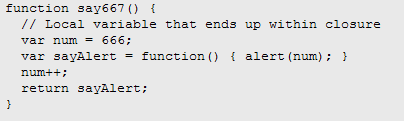 function say667() {
  // Local variable that ends up within closure
  var num = 666;
  var sayAlert = function() { alert(num); }
  num++;
  return sayAlert;
}